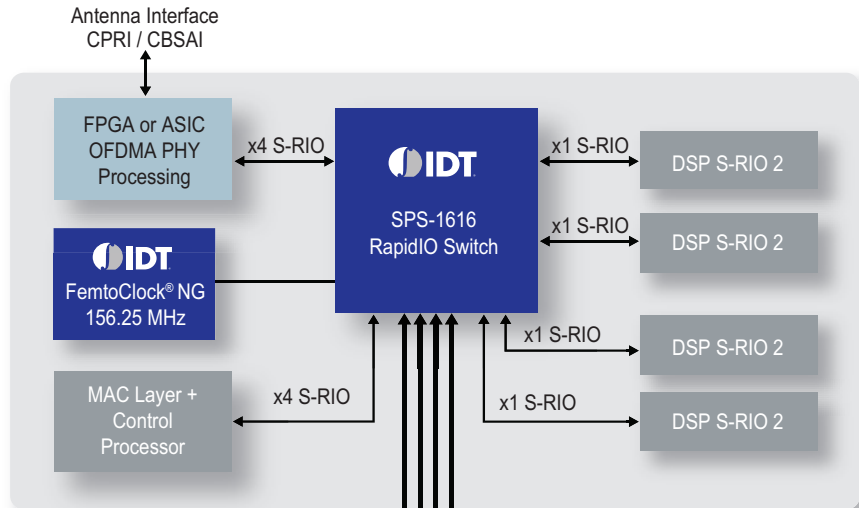 Antenna Interface
CPRI / CBSAI
FPGA or ASIC
OFDMA PHY
Processing
x4 S-RIO
IDT
SPS-1616
RapidIO Switch
x1 S-RIO
DSP S-RIO 2
x1 S-RIO
DSP S-RIO 2
IDT
FemtoClock® NG
156.25 MHz
x1 S-RIO
DSP S-RIO 2
MAC Layer +
Control
Processor
x4 S-RIO
x1 S-RIO
DSP S-RIO 2